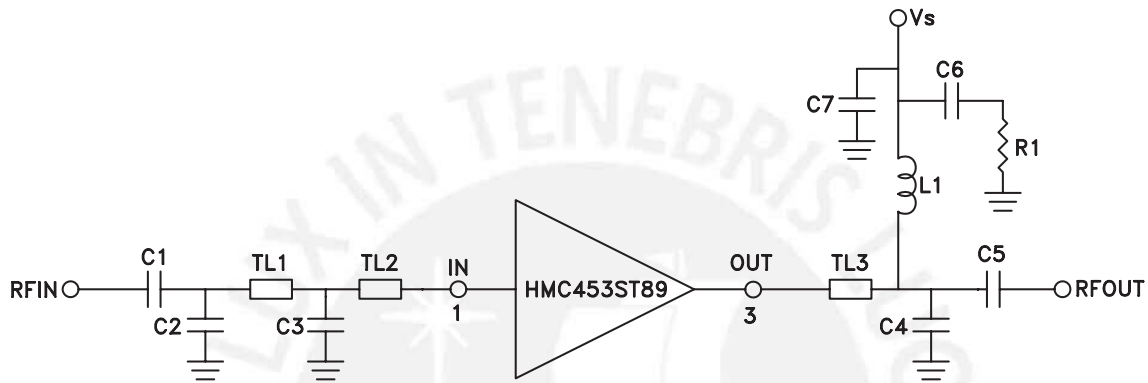 Vs
C6
C7
R1
L1
C1
TL1
TL2
IN
OUT
TL3
C5
RFIN
HMC453ST89
RFOUT
C2
C3
1
3
C4
TENEBRIS
IN